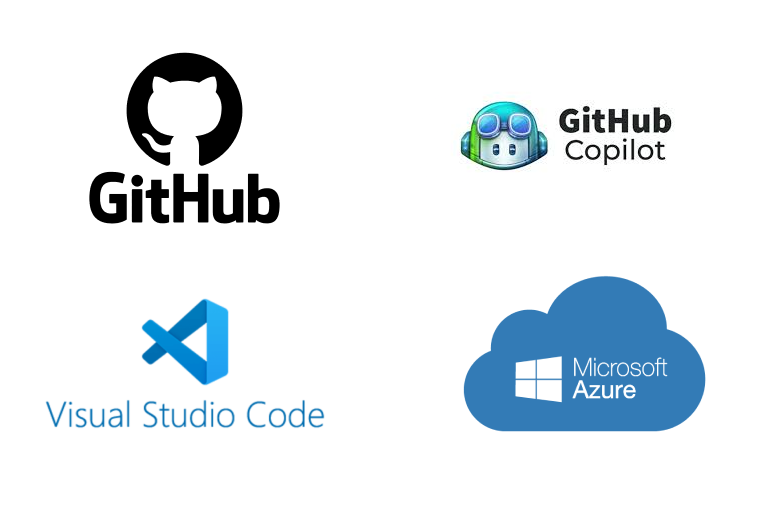 GitHub
GitHub
Copilot
Visual Studio Code
Microsoft
Azure